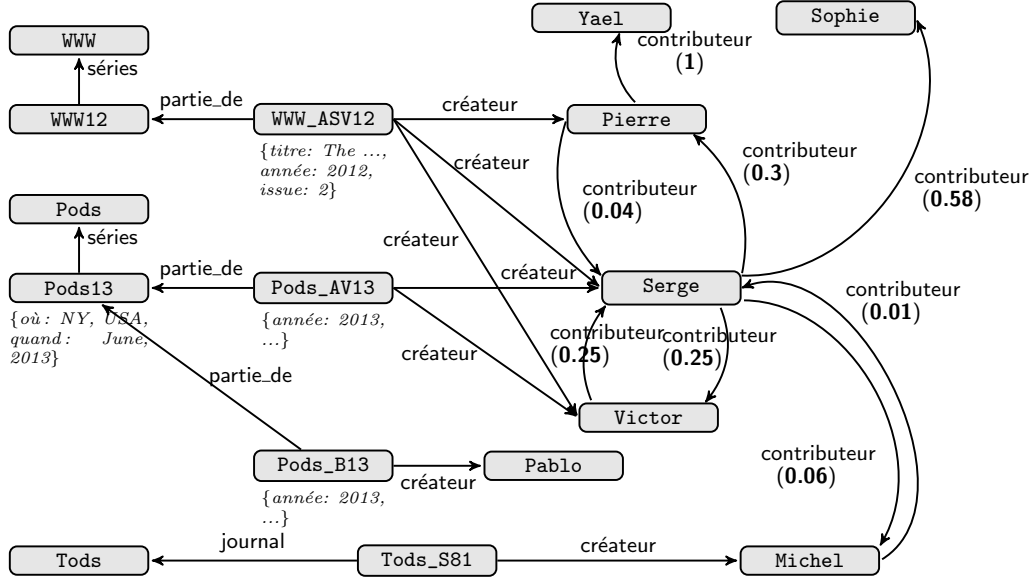 Yael
Sophie
WWW
contributeur
(1)
séries
partie_de
créateur
WWW12
WWW_ASV12
Pierre
{titre: The ...,
année: 2012,
issue: 2}
créateur
contributeur
(0.3)
contributeur
(0.58)
contributeur
(0.04)
Pods
séries
créateur
partie_de
créateur
Pods13
Pods_AV13
Serge
contributeur
(0.01)
{où: NY, USA,
quand: June,
2013}
{année: 2013,
...}
contributeur
(0.25)
contributeur
(0.25)
créateur
partie_de
Victor
contributeur
(0.06)
Pods_B13
Pablo
créateur
{année: 2013,
...}
journal
créateur
Tods
Tods_S81
Michel